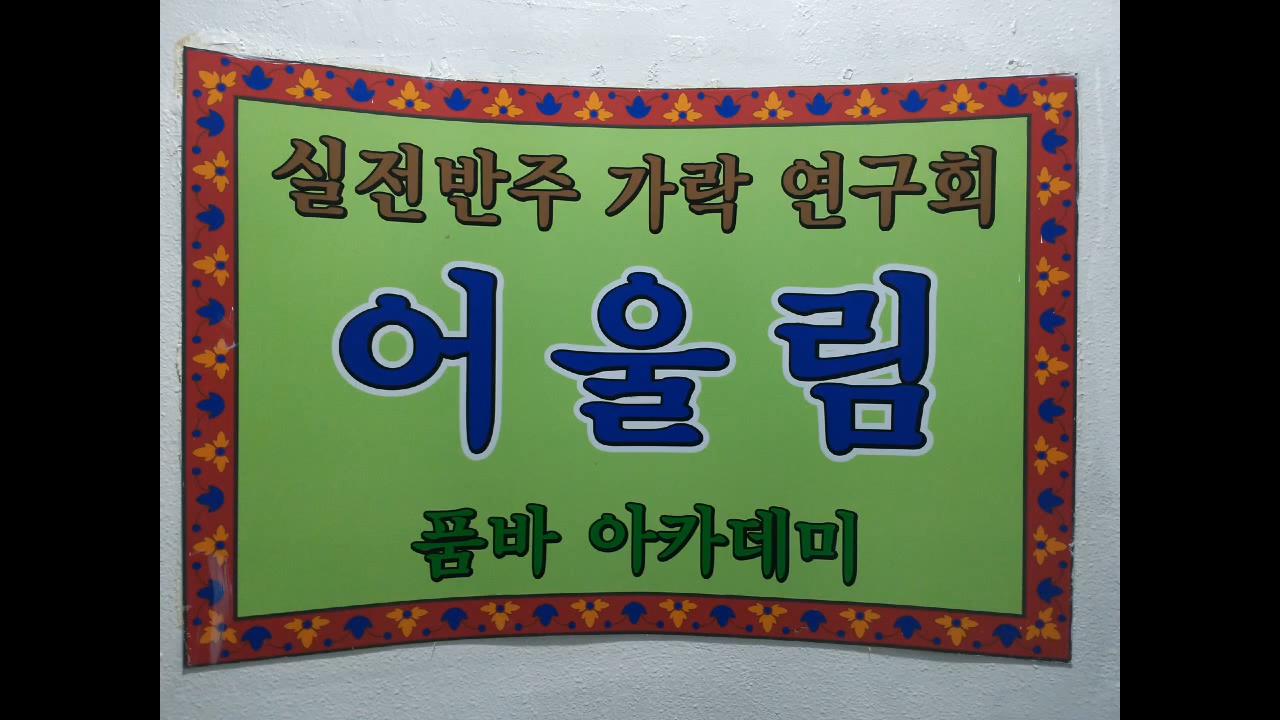 실전반주 가락 연구회
어울림
품바 아카데미